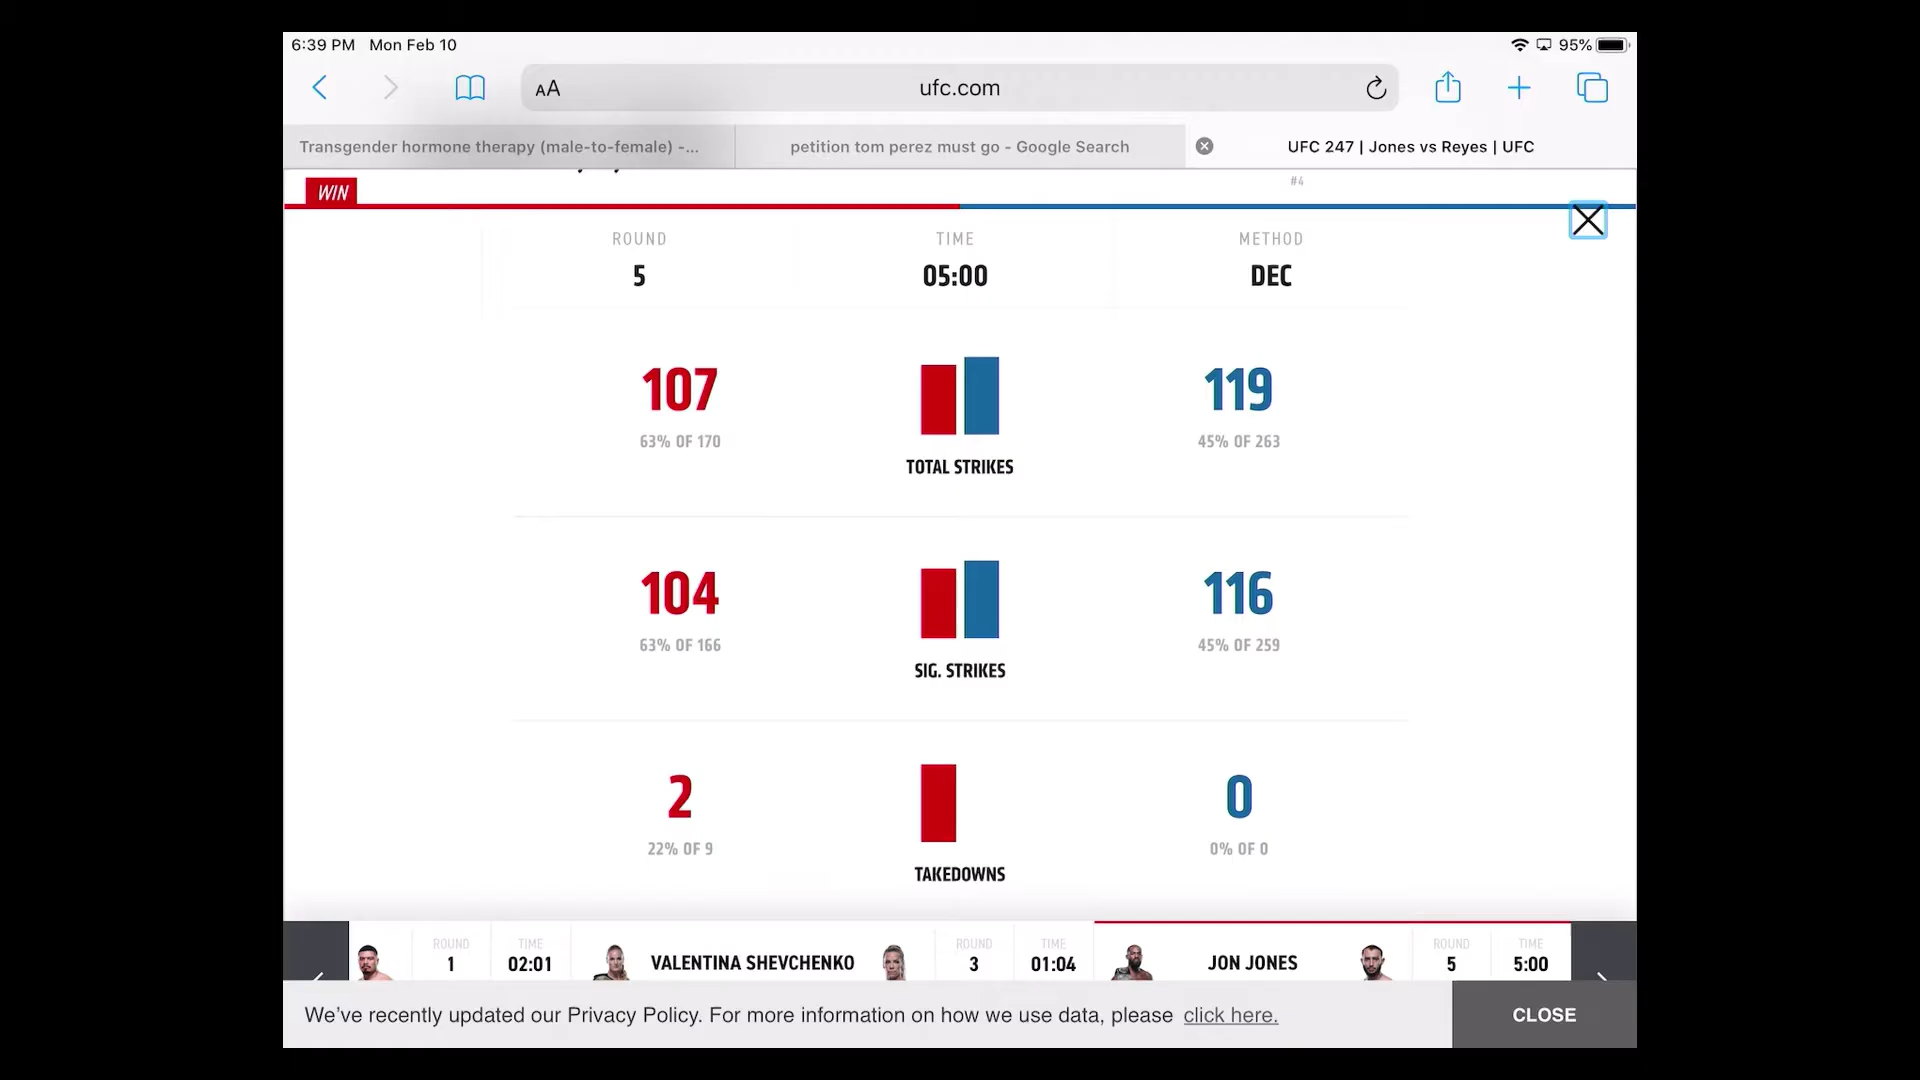 6:39 PM Mon Feb 10
95%
AA
ufc.com
Transgender hormone therapy (male-to-female) -...
petition tom perez must go - Google Search
UFC 247 | Jones vs Reyes | UFC
WIN
#4
ROUND
TIME
METHOD
5
05:00
DEC
107
119
63% OF 170
45% OF 263
TOTAL STRIKES
104
116
63% OF 166
45% OF 259
SIG. STRIKES
2
0
22% OF 9
0% OF 0
TAKEDOWNS
ROUND
1
TIME
02:01
VALENTINA SHEVCHENKO
ROUND
3
TIME
01:04
JON JONES
ROUND
5
TIME
5:00
We've recently updated our Privacy Policy. For more information on how we use data, please click here.
CLOSE